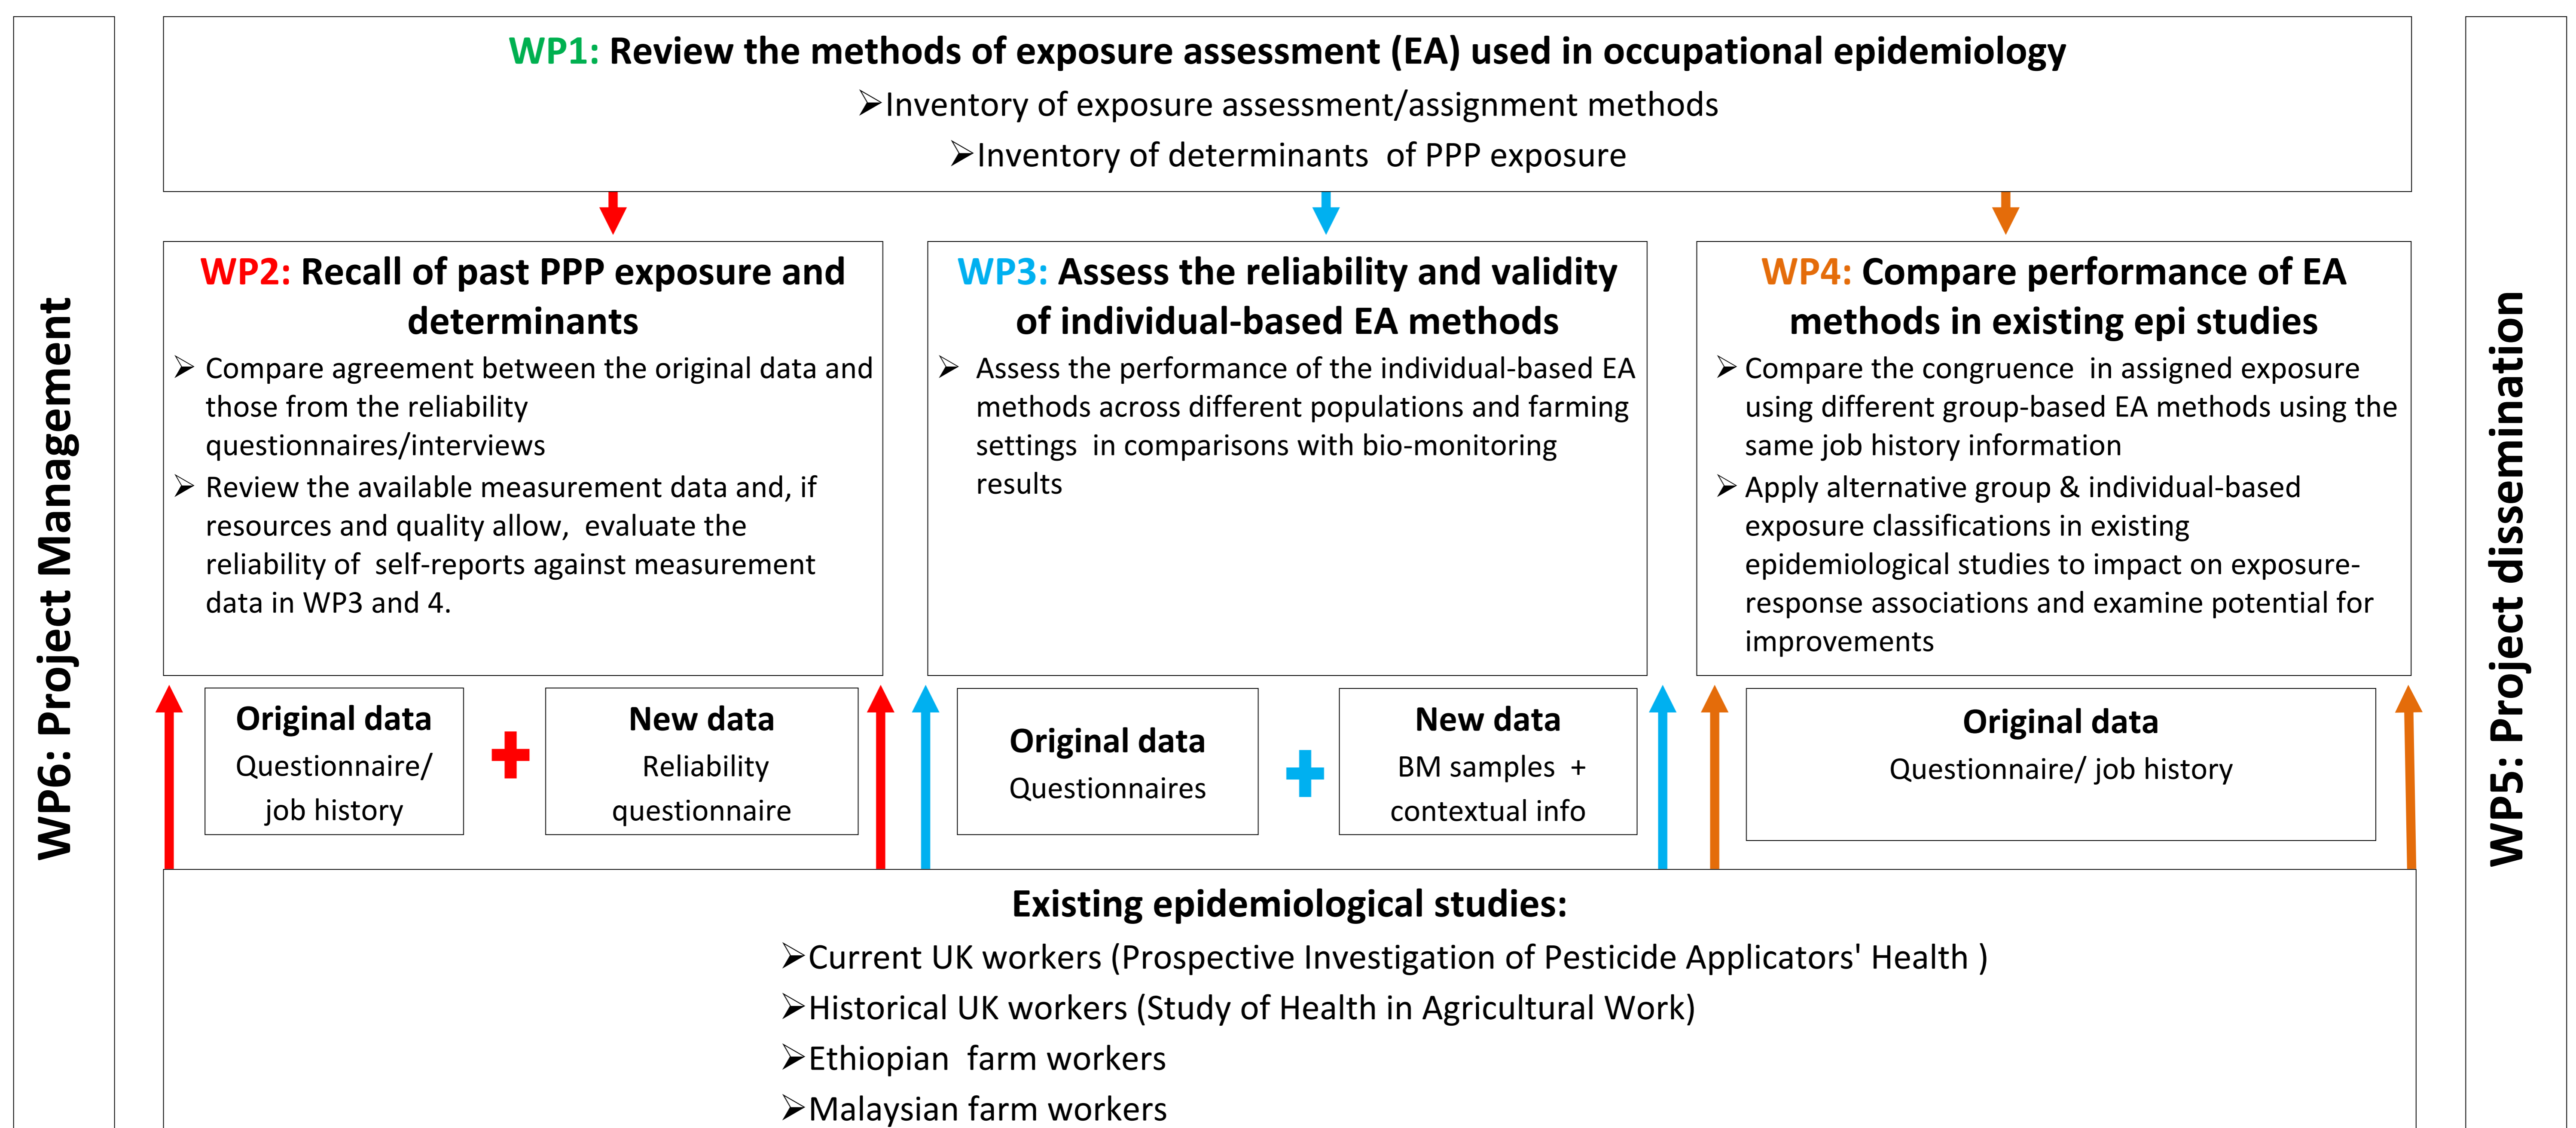 WP6: Project Management
WP1: Review the methods of exposure assessment (EA) used in occupational epidemiology
➢Inventory of exposure assessment/assignment methods
➢Inventory of determinants of PPP exposure
WP2: Recall of past PPP exposure and
determinants
➢ Compare agreement between the original data and
those from the reliability
questionnaires/interviews
➢ Review the available measurement data and, if
resources and quality allow, evaluate the
reliability of self-reports against measurement
data in WP3 and 4.
WP3: Assess the reliability and validity
of individual-based EA methods
➢ Assess the performance of the individual-based EA
methods across different populations and farming
settings in comparisons with bio-monitoring
results
WP4: Compare performance of EA
methods in existing epi studies
➢ Compare the congruence in assigned exposure
using different group-based EA methods using the
same job history information
➢ Apply alternative group & individual-based
exposure classifications in existing
epidemiological studies to impact on exposure-
response associations and examine potential for
improvements
Original data
Questionnaire/
job history
+
New data
Reliability
questionnaire
Original data
Questionnaires
+
New data
BM samples +
contextual info
Original data
Questionnaire/ job history
Existing epidemiological studies:
➢Current UK workers (Prospective Investigation of Pesticide Applicators' Health )
➢Historical UK workers (Study of Health in Agricultural Work)
➢Ethiopian farm workers
➢Malaysian farm workers
WP5: Project dissemination